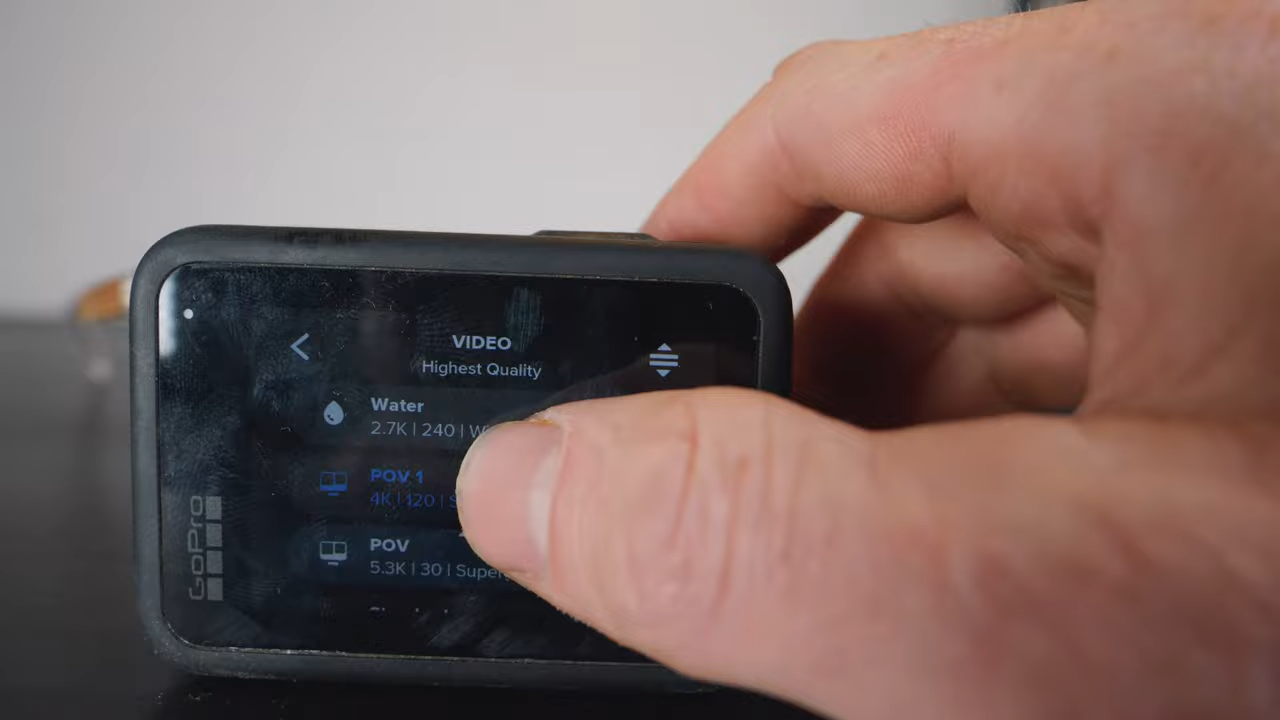 VIDEO
Highest Quality
Water
2.7K | 240 | W
POV 1
4K | 120 | S
POV
5.3K | 30 | Super
GoPro